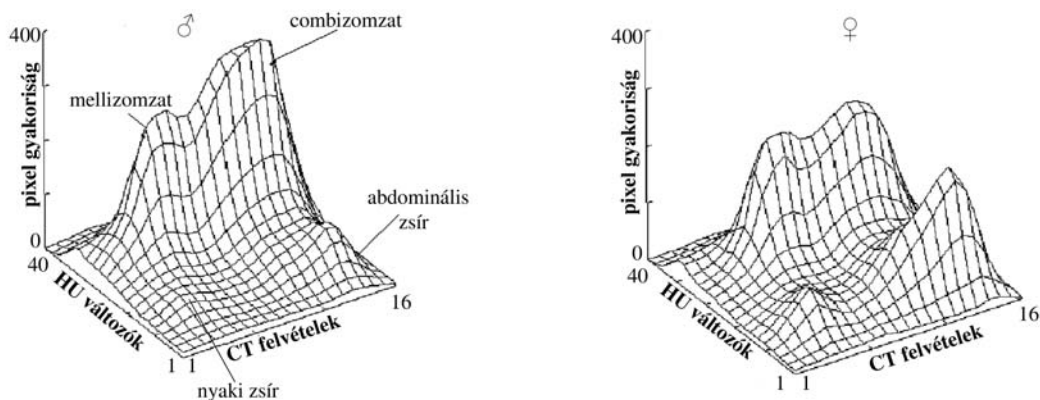 ♂
400
combizomzat
mellizomzat
pixel gyakoriság
abdominális
zsír
0
40
HU változók
16
CT felvételek
1 1
nyaki zsír
♀
400
pixel gyakoriság
0
40
HU változók
16
CT felvételek
1 1